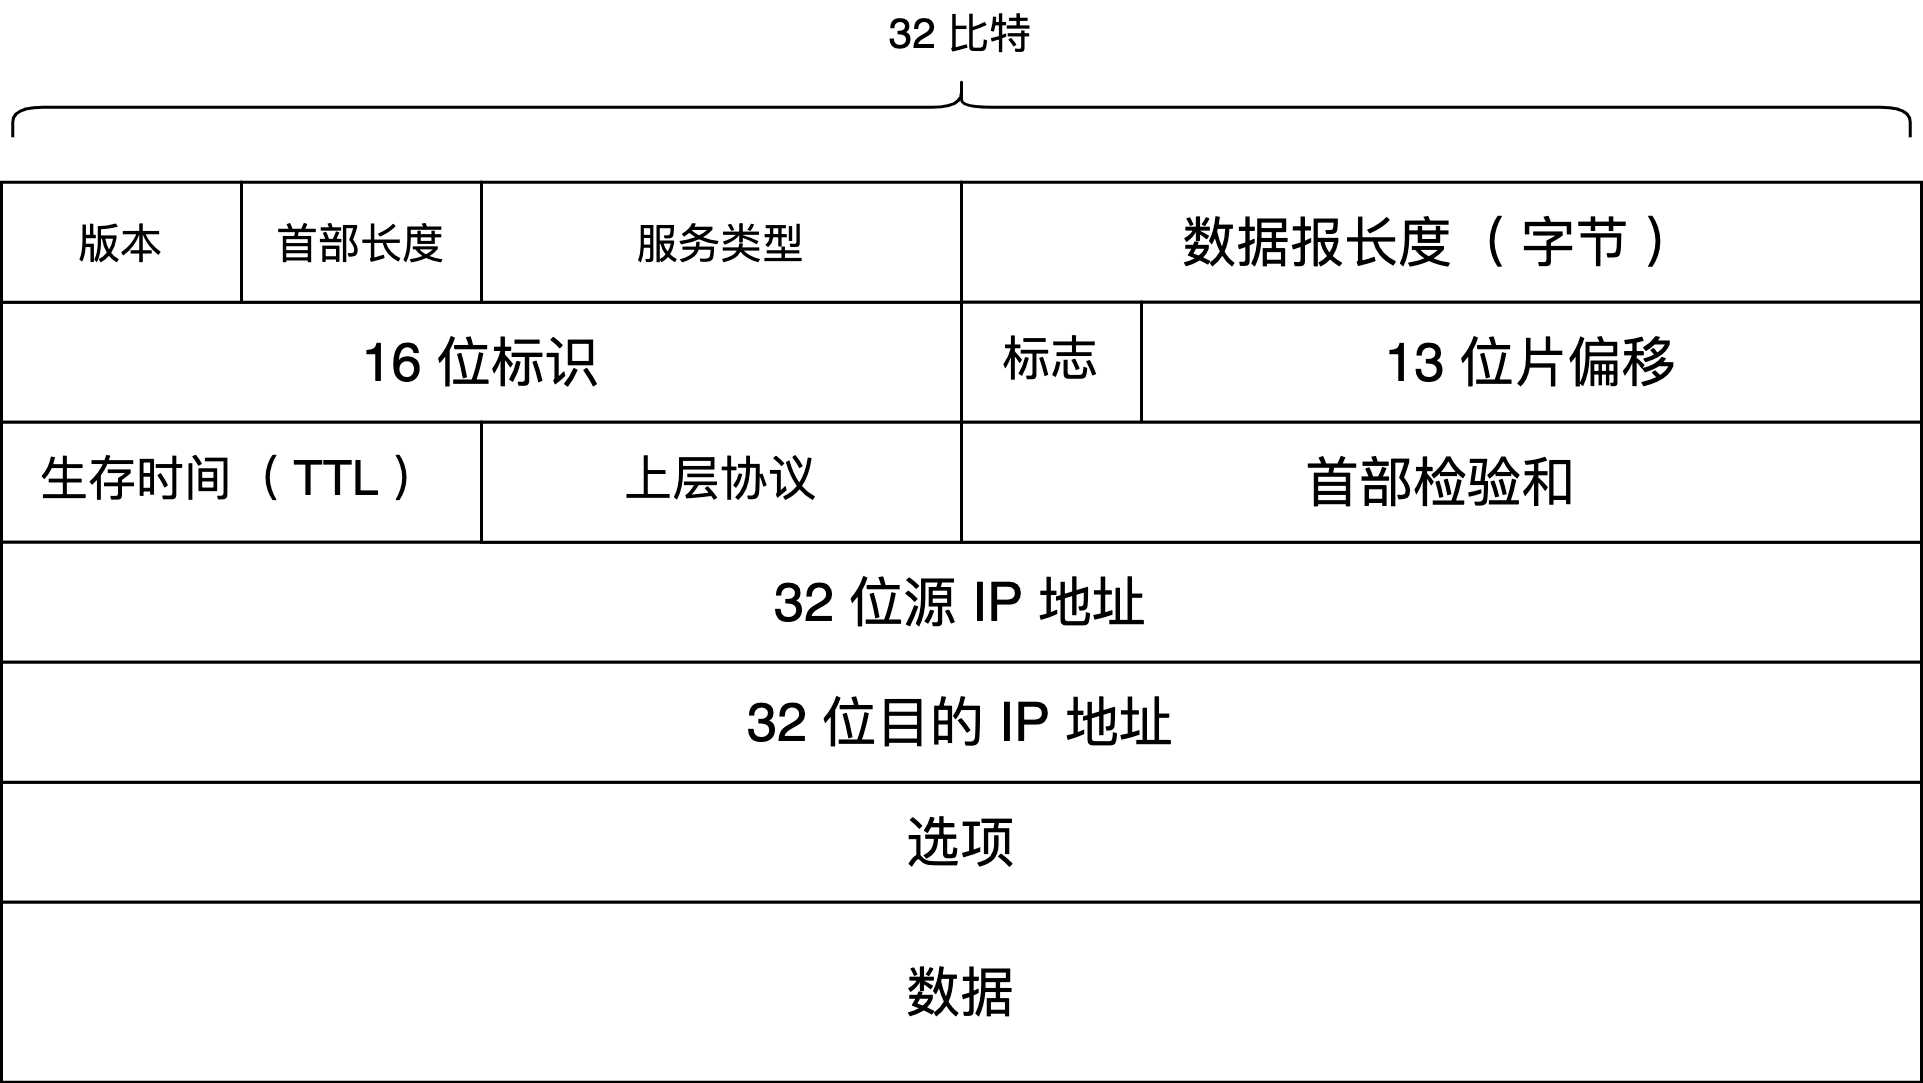 32 比特
版本 首部长度 服务类型 数据报长度（字节）
16 位标识 标志 13 位片偏移
生存时间（TTL） 上层协议 首部检验和
32 位源 IP 地址
32 位目的 IP 地址
选项
数据